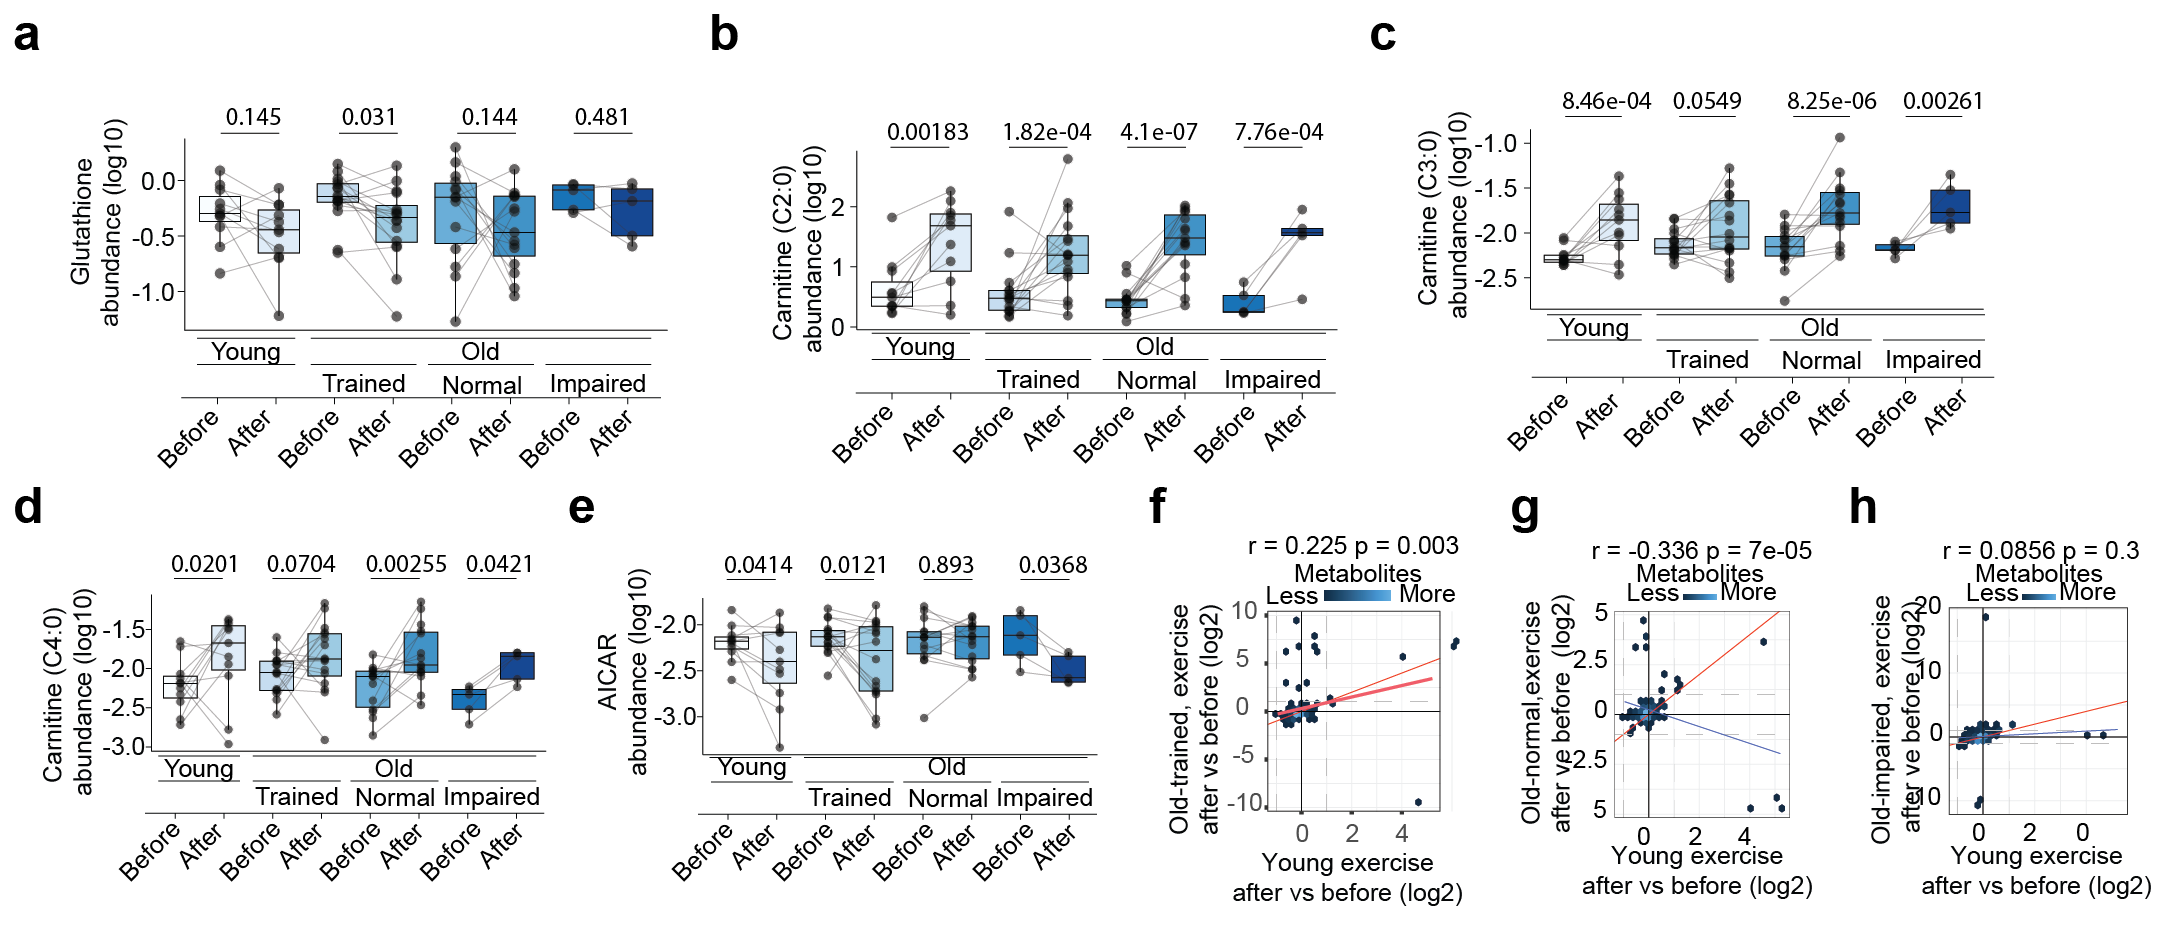 a
Glutathione
abundance (log10)
0.145
0.031
0.144
0.481
0.0
-0.5
-1.0
Young
Old
Trained
Normal
Impaired
Before
After
Before
After
Before
After
Before
After
b
Carnitine (C2:0)
abundance (log10)
0.00183
1.82e-04
4.1e-07
7.76e-04
2
1
0
Young
Old
Trained
Normal
Impaired
Before
After
Before
After
Before
After
Before
After
c
Carnitine (C3:0)
abundance (log10)
8.46e-04
0.0549
8.25e-06
0.00261
-1.0
-1.5
-2.0
-2.5
Young
Old
Trained
Normal
Impaired
Before
After
Before
After
Before
After
Before
After
d
Carnitine (C4:0)
abundance (log10)
0.0201
0.0704
0.00255
0.0421
-1.5
-2.0
-2.5
-3.0
Young
Old
Trained
Normal
Impaired
Before
After
Before
After
Before
After
Before
After
e
AICAR
abundance (log10)
0.0414
0.0121
0.893
0.0368
-2.0
-2.5
-3.0
Young
Old
Trained
Normal
Impaired
Before
After
Before
After
Before
After
Before
After
f
r = 0.225 p = 0.003
Metabolites
Less More
Old-trained, exercise
after vs before (log2)
10
5
0
-5
-10
0 2 4
Young exercise
after vs before (log2)
g
r = -0.336 p = 7e-05
Metabolites
Less More
Old-normal,exercise
after ve before (log2)
5
2.5
0
-2.5
5
0 2 4
Young exercise
after vs before (log2)
h
r = 0.0856 p = 0.3
Metabolites
Less More
Old-impaired, exercise
after ve before (log2)
20
10
0
10
0 2 0
Young exercise
after vs before (log2)